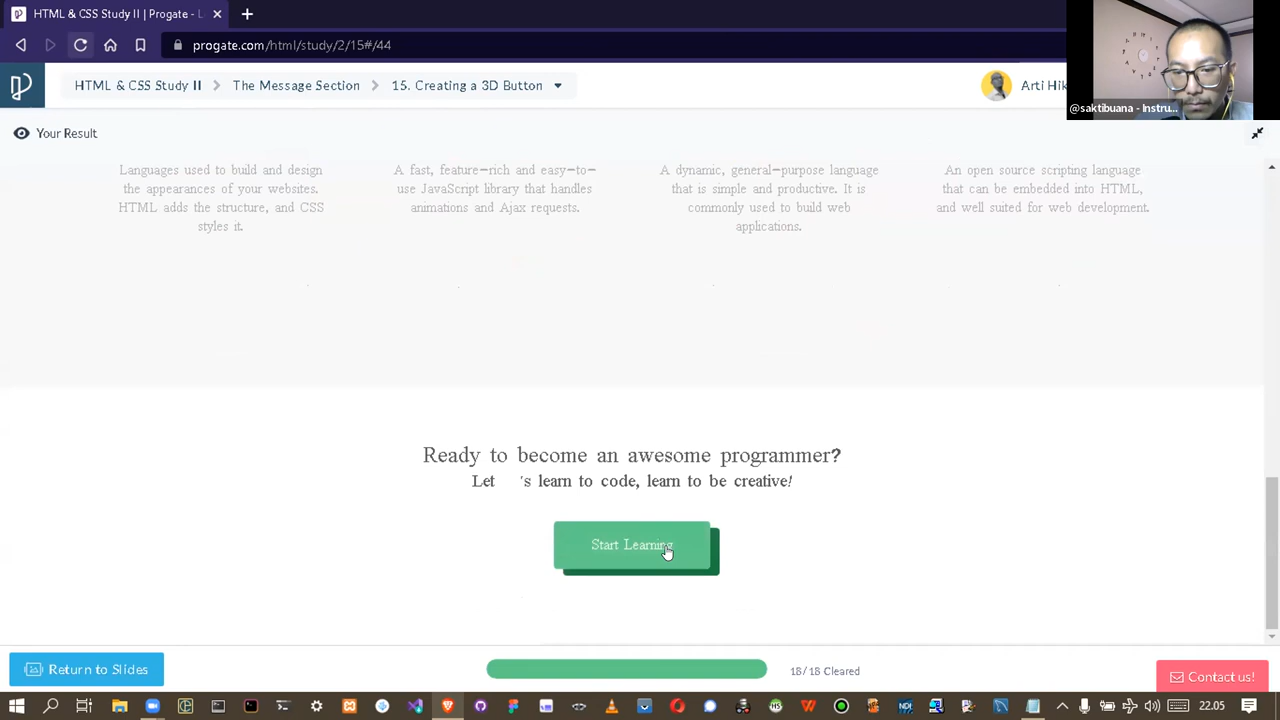 HTML & CSS Study II | Progate - L
progate.com/html/study/2/15#/44
HTML & CSS Study II
The Message Section
15. Creating a 3D Button
Arti Hik
@saktibuana - Instru...
Your Result
Languages used to build and design
the appearances of your websites.
HTML adds the structure, and CSS
styles it.
A fast, feature-rich and easy-to-
use JavaScript library that handles
animations and Ajax requests.
A dynamic, general-purpose language
that is simple and productive. It is
commonly used to build web
applications.
An open source scripting language
that can be embedded into HTML,
and well suited for web development.
Ready to become an awesome programmer?
Let 's learn to code, learn to be creative!
Start Learning
Return to Slides
18/18 Cleared
Contact us!
22.05